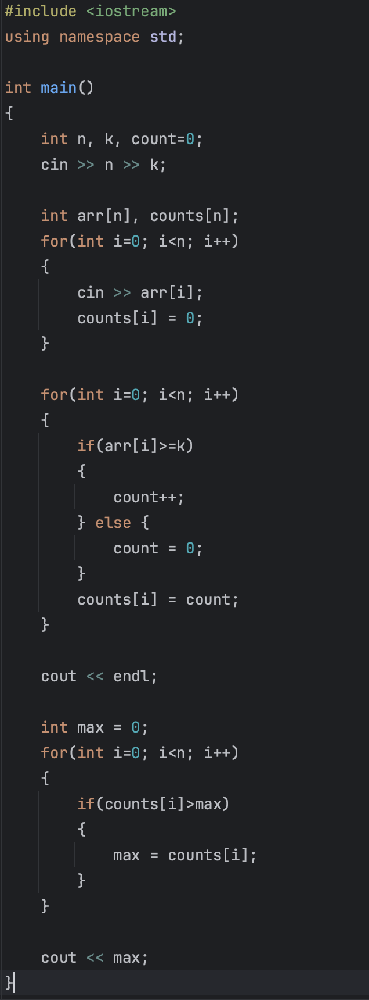 #include <iostream>
using namespace std;

int main()
{
    int n, k, count=0;
    cin >> n >> k;

    int arr[n], counts[n];
    for(int i=0; i<n; i++)
    {
        cin >> arr[i];
        counts[i] = 0;
    }

    for(int i=0; i<n; i++)
    {
        if(arr[i]>=k)
        {
            count++;
        } else {
            count = 0;
        }
        counts[i] = count;
    }

    cout << endl;

    int max = 0;
    for(int i=0; i<n; i++)
    {
        if(counts[i]>max)
        {
            max = counts[i];
        }
    }

    cout << max;
}